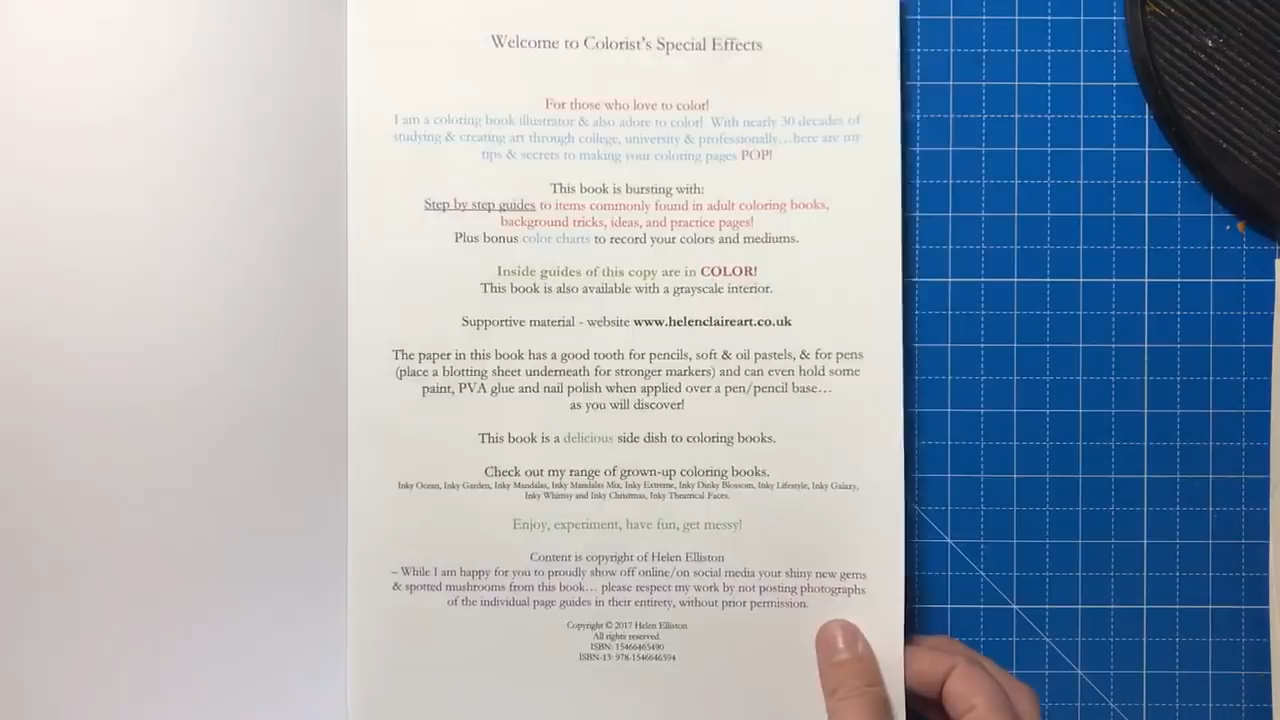 Welcome to Colorist's Special Effects
For those who love to color!
I am a coloring book illustrator & also adore to color! With nearly 30 decades of
studying & creating art through college, university & professionally…here are my
tips & secrets to making your coloring pages POP!
This book is bursting with:
Step by step guides to items commonly found in adult coloring books,
background tricks, ideas, and practice pages!
Plus bonus color charts to record your colors and mediums.
Inside guides of this copy are in COLOR!
This book is also available with a grayscale interior.
Supportive material - website www.helenclaireart.co.uk
The paper in this book has a good tooth for pencils, soft & oil pastels, & for pens
(place a blotting sheet underneath for stronger markers) and can even hold some
paint, PVA glue and nail polish when applied over a pen/pencil base…
as you will discover!
This book is a delicious side dish to coloring books.
Check out my range of grown-up coloring books.
Inky Ocean, Inky Garden, Inky Mandalas, Inky Mandalas Mix, Inky Extreme, Inky Dinky Blossom, Inky Lifestyle, Inky Galaxy,
Inky Whimsy and Inky Christmas, Inky Theatrical Faces.
Enjoy, experiment, have fun, get messy!
Content is copyright of Helen Elliston
– While I am happy for you to proudly show off online/on social media your shiny new gems
& spotted mushrooms from this book… please respect my work by not posting photographs
of the individual page guides in their entirety, without prior permission.
Copyright © 2017 Helen Elliston
All rights reserved.
ISBN: 15466465490
ISBN-13: 978-1546646594